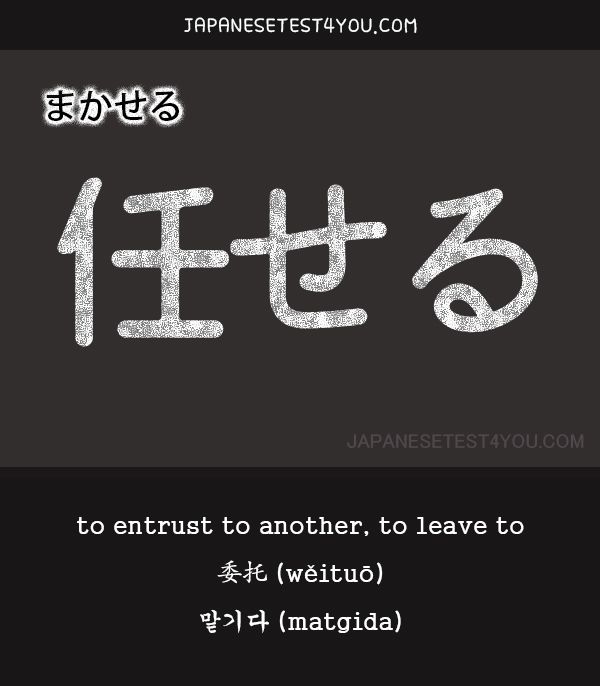 JAPANESETEST4YOU.COM
まかせる
任せる
JAPANESETEST4YOU.COM
to entrust to another, to leave to
委托 (wěituō)
맡기다 (matgida)